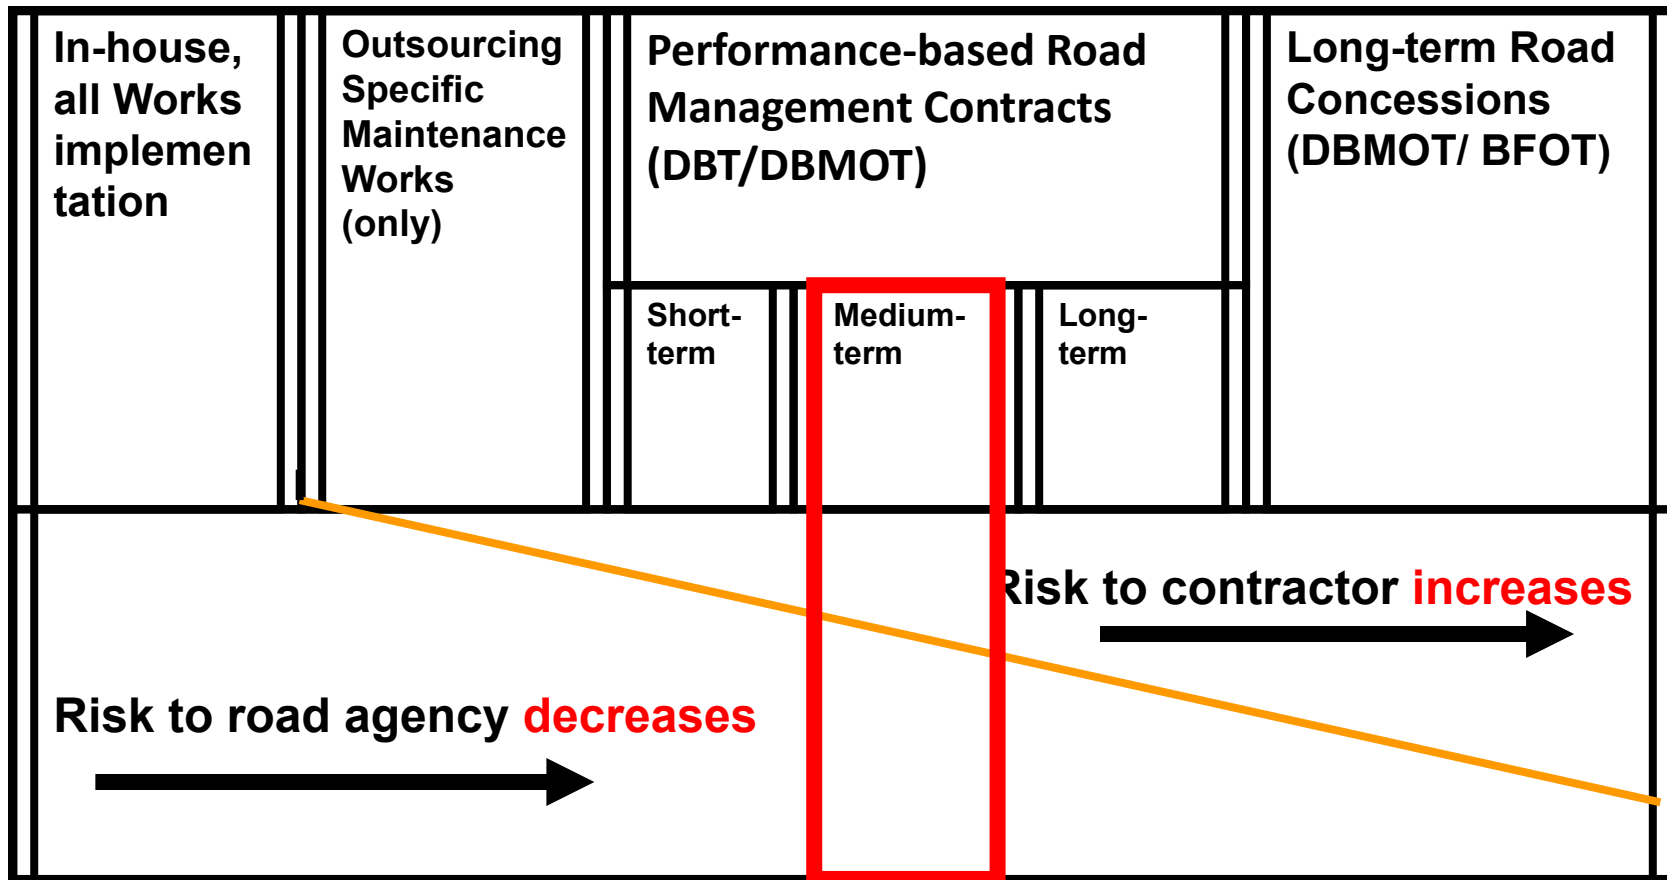 In-house,
all Works
implemen
tation
Outsourcing
Specific
Maintenance
Works
(only)
Performance-based Road
Management Contracts
(DBT/DBMOT)
Long-term Road
Concessions
(DBMOT/ BFOT)
Short-
term
Medium-
term
Long-
term
Risk to contractor increases
Risk to road agency decreases